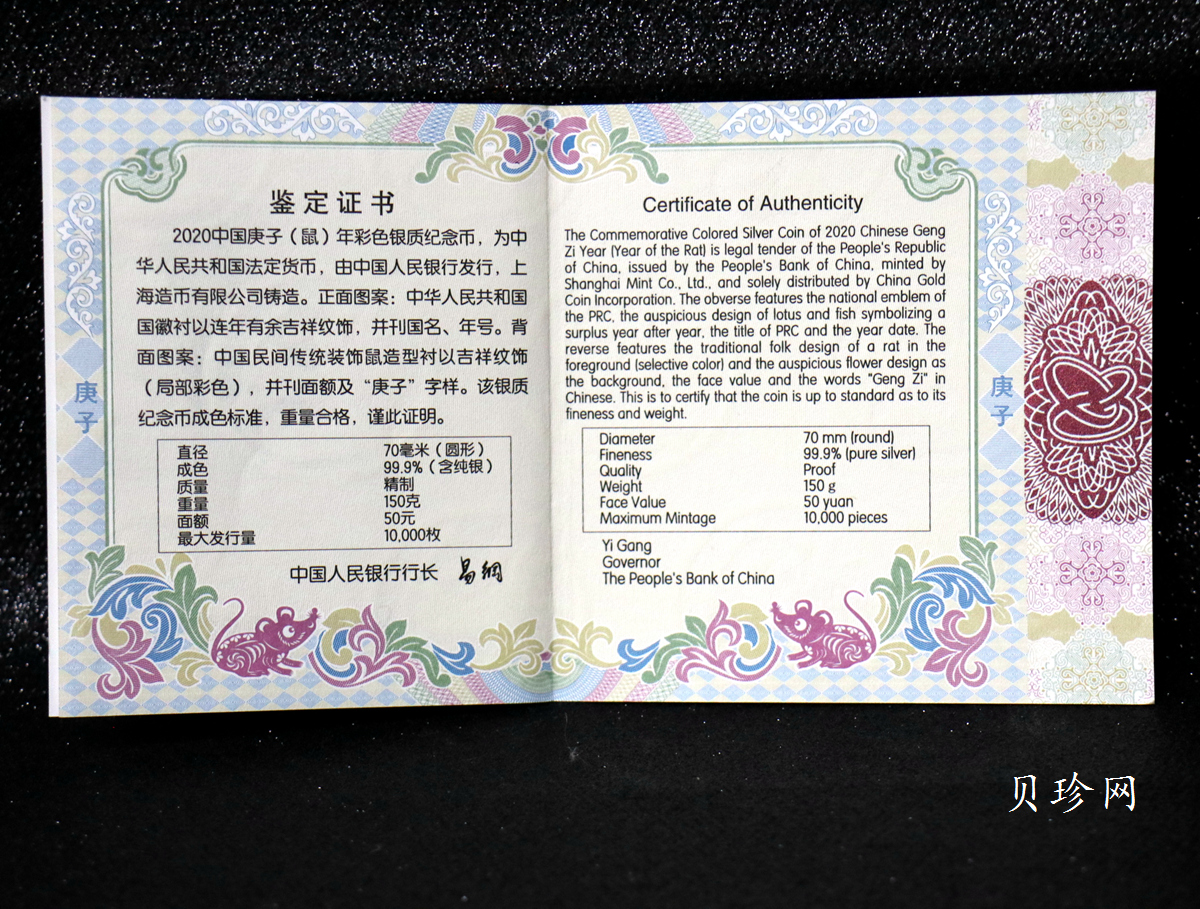 鉴定证书
2020中国庚子（鼠）年彩色银质纪念币，为中
华人民共和国法定货币，由中国人民银行发行，上
海造币有限公司铸造。正面图案：中华人民共和国
国徽衬以连年有余吉祥纹饰，并刊国名、年号。背
面图案：中国民间传统装饰鼠造型衬以吉祥纹饰
（局部彩色），并刊面额及“庚子”字样。该银质
纪念币成色标准，重量合格，谨此证明。
直径 70毫米（圆形）
成色 99.9%（含纯银）
质量 精制
重量 150克
面额 50元
最大发行量 10,000枚
中国人民银行行长 易纲
庚子
Certificate of Authenticity
The Commemorative Colored Silver Coin of 2020 Chinese Geng
Zi Year (Year of the Rat) is legal tender of the People's Republic
of China, issued by the People's Bank of China, minted by
Shanghai Mint Co., Ltd., and solely distributed by China Gold
Coin Incorporation. The obverse features the national emblem of
the PRC, the auspicious design of lotus and fish symbolizing a
surplus year after year, the title of PRC and the year date. The
reverse features the traditional folk design of a rat in the
foreground (selective color) and the auspicious flower design as
the background, the face value and the words "Geng Zi" in
Chinese. This is to certify that the coin is up to standard as to its
fineness and weight.
Diameter 70 mm (round)
Fineness 99.9% (pure silver)
Quality Proof
Weight 150 g
Face Value 50 yuan
Maximum Mintage 10,000 pieces
Yi Gang
Governor
The People's Bank of China
庚子
贝珍网